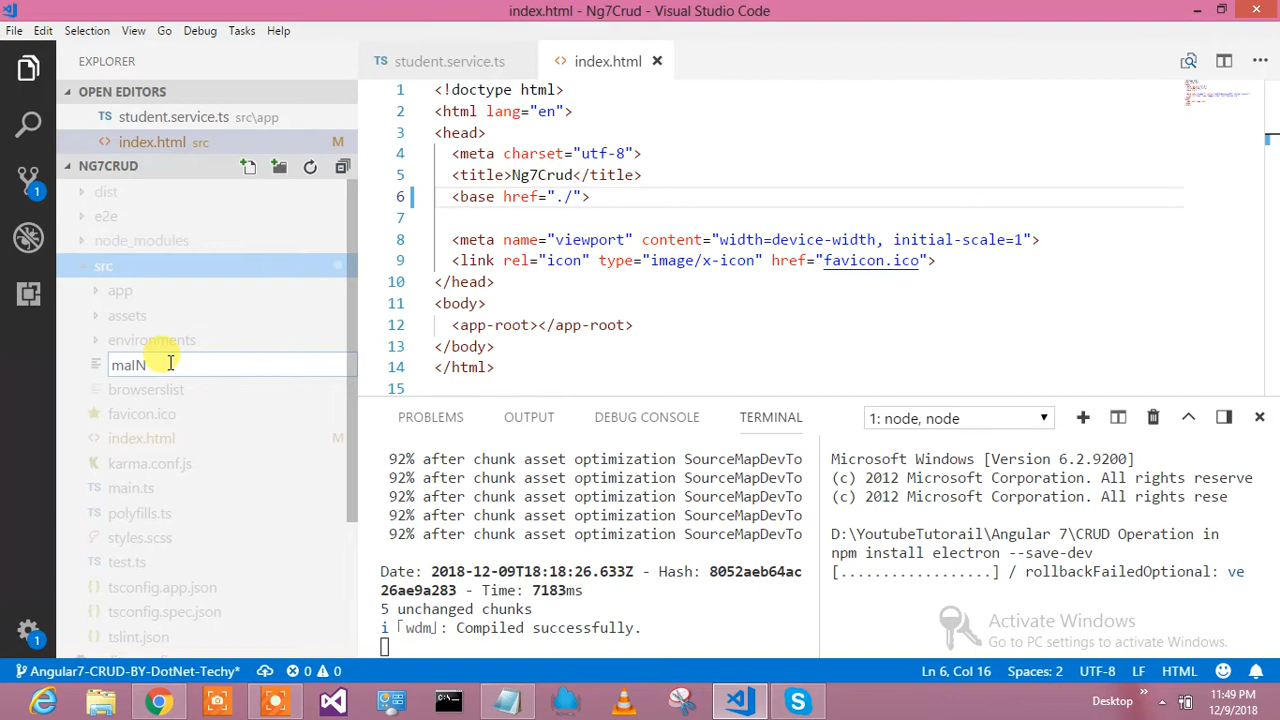 index.html - Ng7Crud - Visual Studio Code
File Edit Selection View Go Debug Tasks Help
EXPLORER
OPEN EDITORS
TS student.service.ts src\app
<> index.html src M
NG7CRUD
dist
e2e
node_modules
src
app
assets
environments
maIN
browserslist
favicon.ico
<> index.html M
karma.conf.js
TS main.ts
TS polyfills.ts
styles.scss
TS test.ts
tsconfig.app.json
tsconfig.spec.json
tslint.json
1
1
TS student.service.ts <> index.html
1 <!doctype html>
2 <html lang="en">
3 <head>
4 <meta charset="utf-8">
5 <title>Ng7Crud</title>
6 <base href="./">
7
8 <meta name="viewport" content="width=device-width, initial-scale=1">
9 <link rel="icon" type="image/x-icon" href="favicon.ico">
10 </head>
11 <body>
12 <app-root></app-root>
13 </body>
14 </html>
15
PROBLEMS OUTPUT DEBUG CONSOLE TERMINAL 1: node, node
92% after chunk asset optimization SourceMapDevTo
92% after chunk asset optimization SourceMapDevTo
92% after chunk asset optimization SourceMapDevTo
92% after chunk asset optimization SourceMapDevTo
92% after chunk asset optimization SourceMapDevTo
Date: 2018-12-09T18:18:26.633Z - Hash: 8052aeb64ac
26ae9a283 - Time: 7183ms
5 unchanged chunks
i「wdm」: Compiled successfully.
Microsoft Windows [Version 6.2.9200]
(c) 2012 Microsoft Corporation. All rights reserve
(c) 2012 Microsoft Corporation. All rights rese
D:\YoutubeTutorail\Angular 7\CRUD Operation in
npm install electron --save-dev
[..................] / rollbackFailedOptional: ve
Activate Windows
Go to PC settings to activate Windows.
Angular7-CRUD-BY-DotNet-Techy* 0 0 Ln 6, Col 16 Spaces: 2 UTF-8 LF HTML
Desktop
11:49 PM
12/9/2018